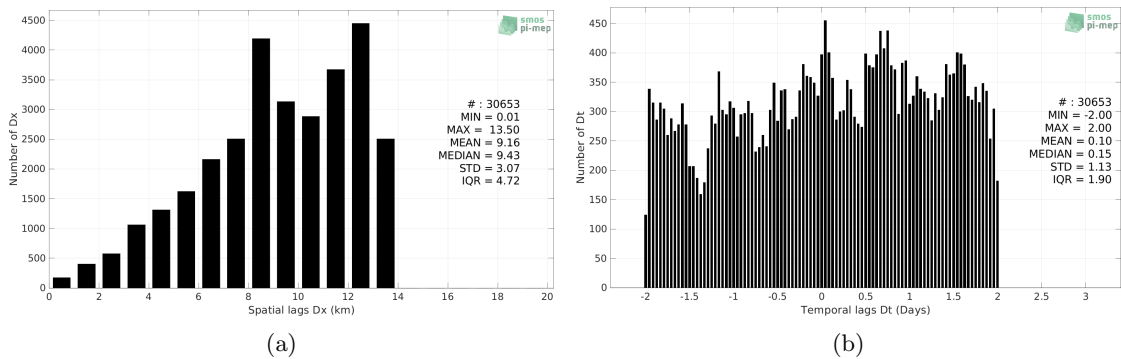 4500
4000
3500
3000
2500
2000
1500
1000
500
0
Number of Dx
smos
pi-mep
# : 30653
MIN = 0.01
MAX = 13.50
MEAN = 9.16
MEDIAN = 9.43
STD = 3.07
IQR = 4.72
0 2 4 6 8 10 12 14 16 18 20
Spatial lags Dx (km)
(a)
450
400
350
300
250
200
150
100
50
0
Number of Dt
smos
pi-mep
# : 30653
MIN = -2.00
MAX = 2.00
MEAN = 0.10
MEDIAN = 0.15
STD = 1.13
IQR = 1.90
-2 -1.5 -1 -0.5 0 0.5 1 1.5 2 2.5 3
Temporal lags Dt (Days)
(b)